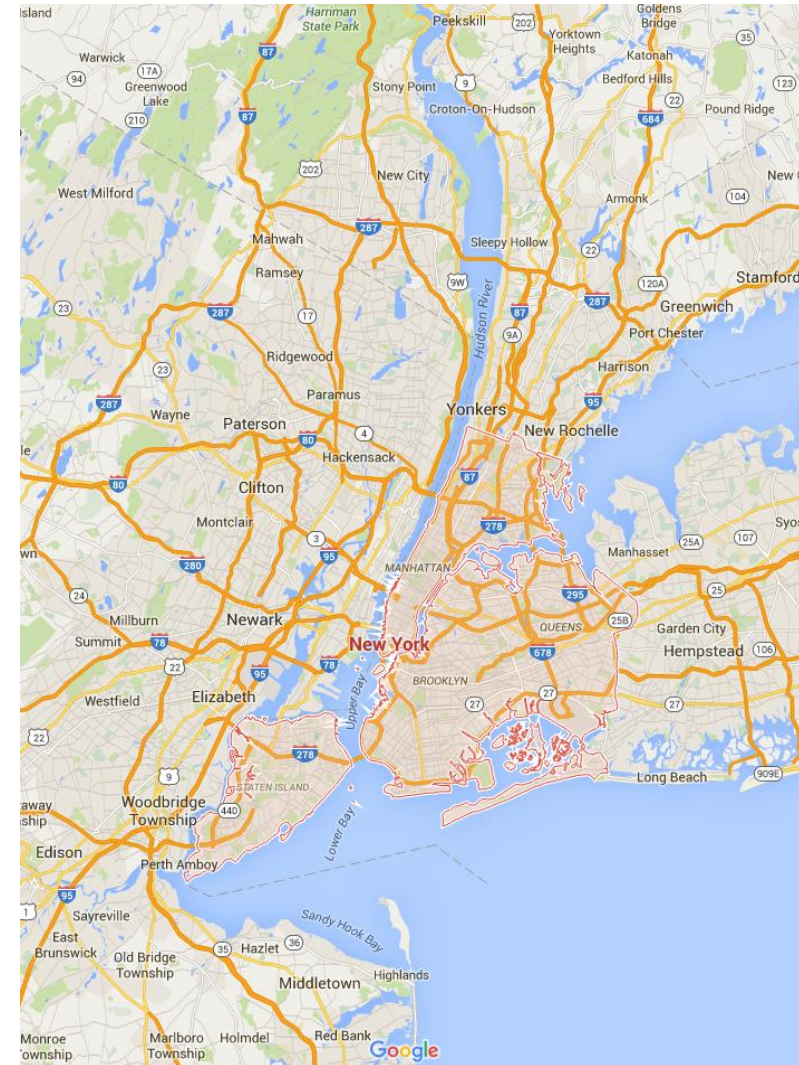 Island
Harriman
State Park
Peekskill
202
Goldens
Bridge
Yorktown
Heights
35
Warwick
87
Katonah
94
17A
Greenwood
Lake
Stony Point
9
Bedford Hills
123
22
Croton-On-Hudson
Pound Ridge
210
87
684
202
New City
West Milford
Armonk
104
New
287
Mahwah
Sleepy Hollow
22
Ramsey
9W
Hudson River
120A
Stamford
23
287
17
87
287
Greenwich
9A
Port Chester
Ridgewood
23
Harrison
287
Paramus
95
Wayne
Yonkers
Paterson
4
New Rochelle
80
Hackensack
80
87
Clifton
Montclair
278
Syos
3
25A
107
95
Manhasset
280
MANHATTAN
24
295
25
Millburn
Newark
QUEENS
25B
Garden City
Summit
78
New York
678
Hempstead
106
22
78
95
BROOKLYN
Upper Bay
Westfield
Elizabeth
27
27
27
22
278
9
STATEN ISLAND
Long Beach
909E
away
ship
Woodbridge
Township
440
Lower Bay
Edison
Perth Amboy
95
1
Sayreville
Sandy Hook Bay
East
Brunswick
35
Hazlet
36
Old Bridge
Township
Highlands
Middletown
Monroe
Township
Marlboro
Township
Holmdel
Red Bank
Google